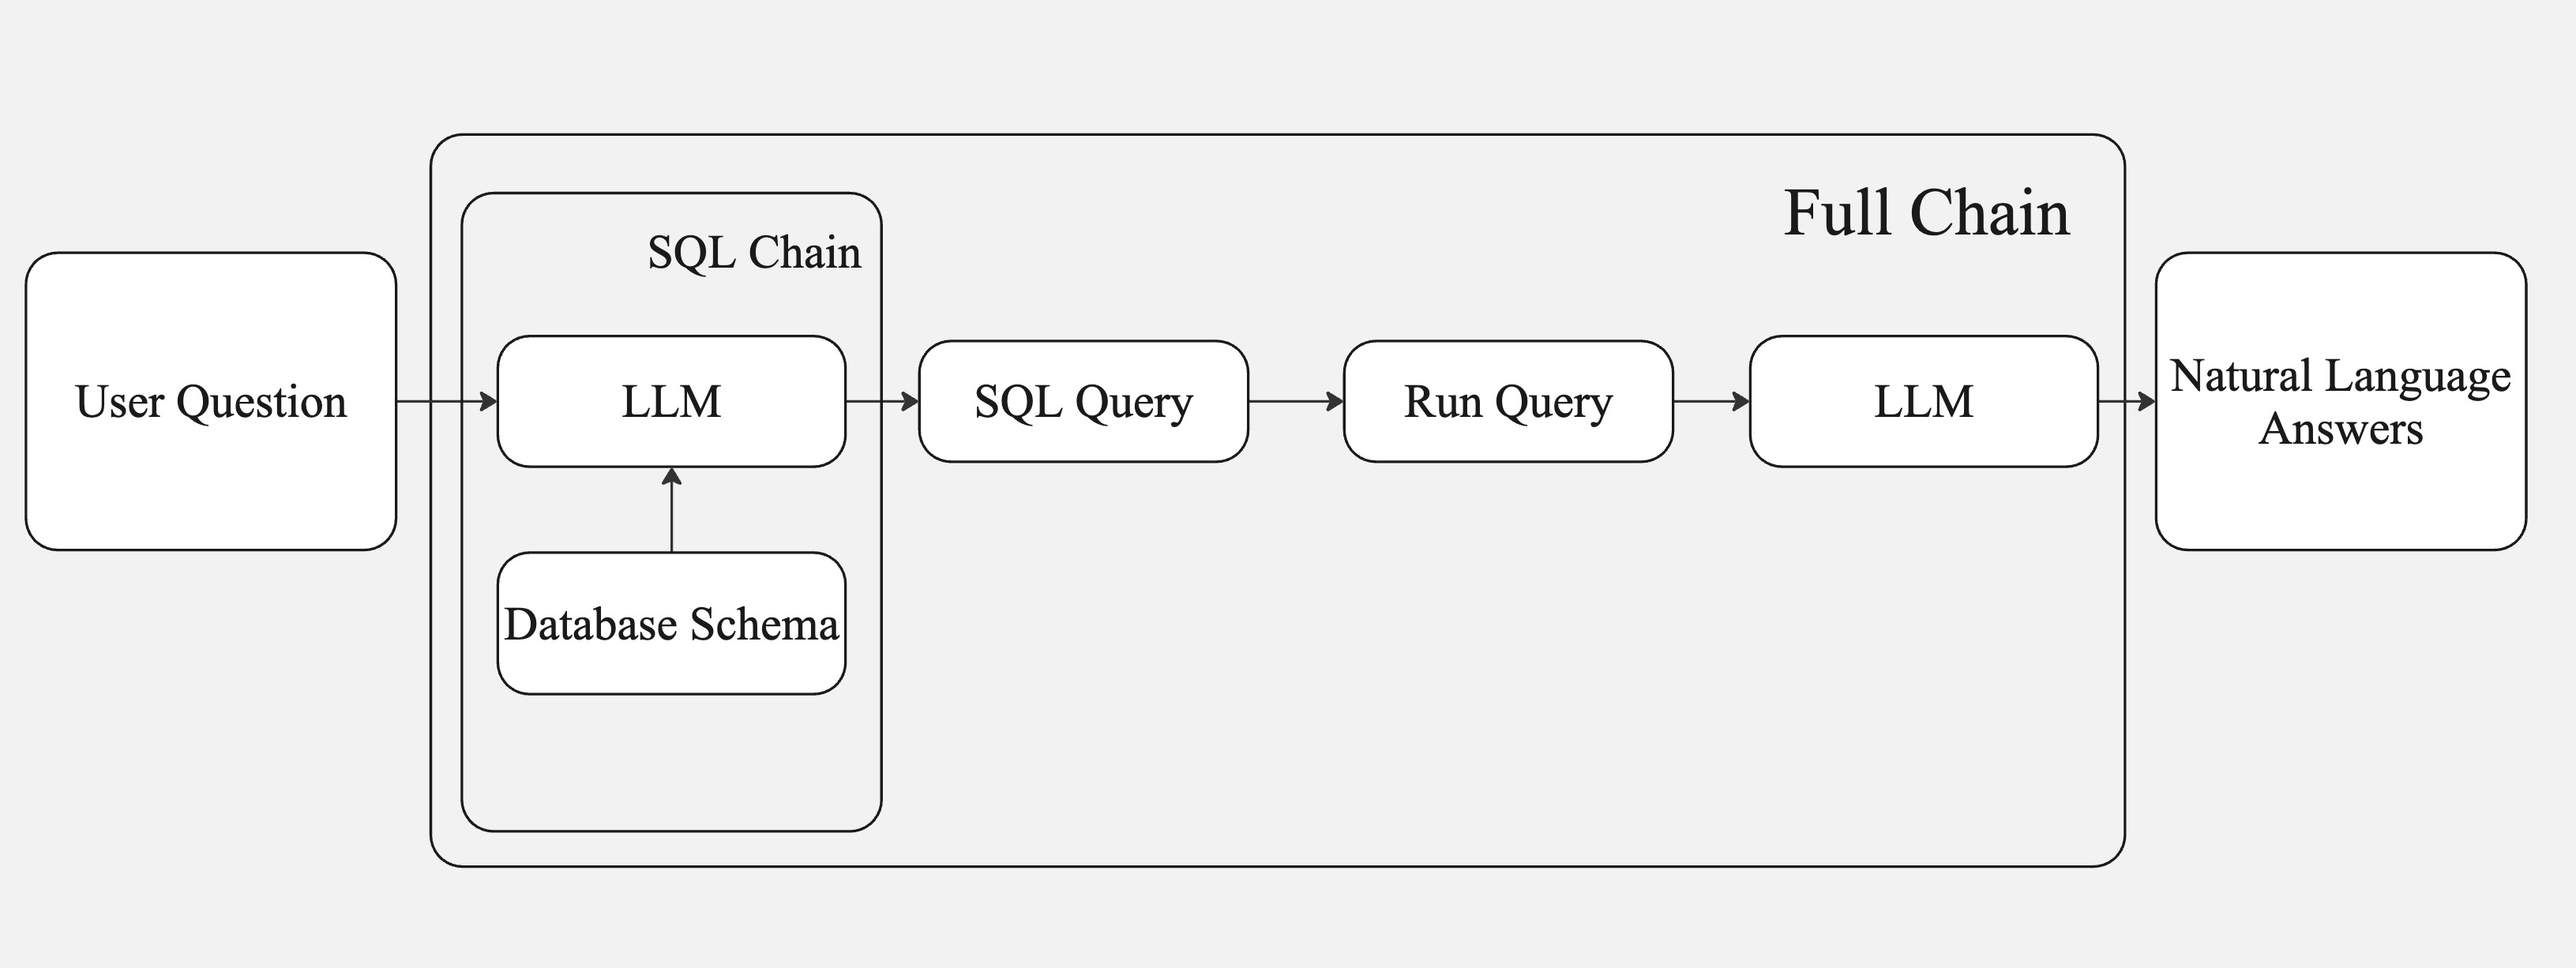 Full Chain
SQL Chain
User Question
LLM
SQL Query
Run Query
LLM
Natural Language
Answers
Database Schema